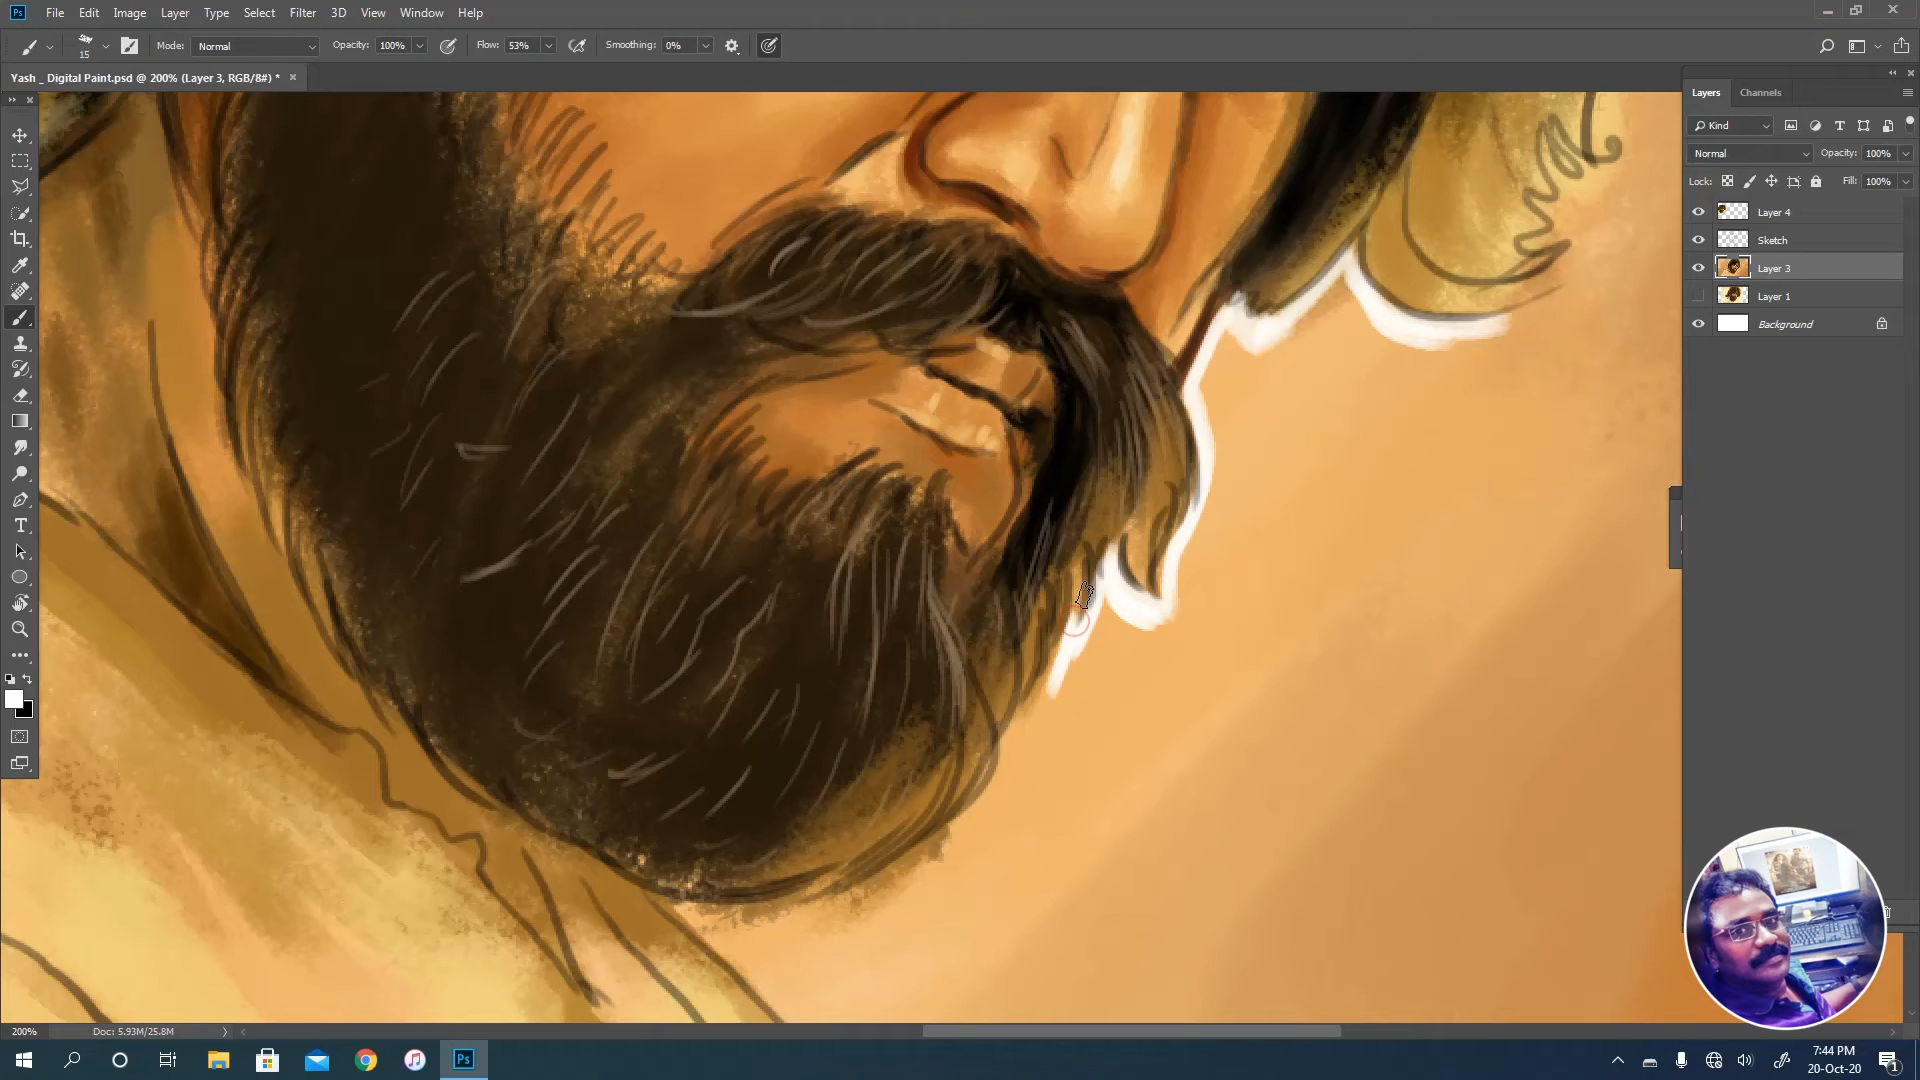 Ps File Edit Image Layer Type Select Filter 3D View Window Help
15 Mode: Normal Opacity: 100% Flow: 53% Smoothing: 0%
Yash _ Digital Paint.psd @ 200% (Layer 3, RGB/8#) *
Layers Channels
Kind
Normal Opacity: 100%
Lock: Fill: 100%
Layer 4
Sketch
Layer 3
Layer 1
Background
200% Doc: 5.93M/25.8M
Ps
7:44 PM
20-Oct-20
1